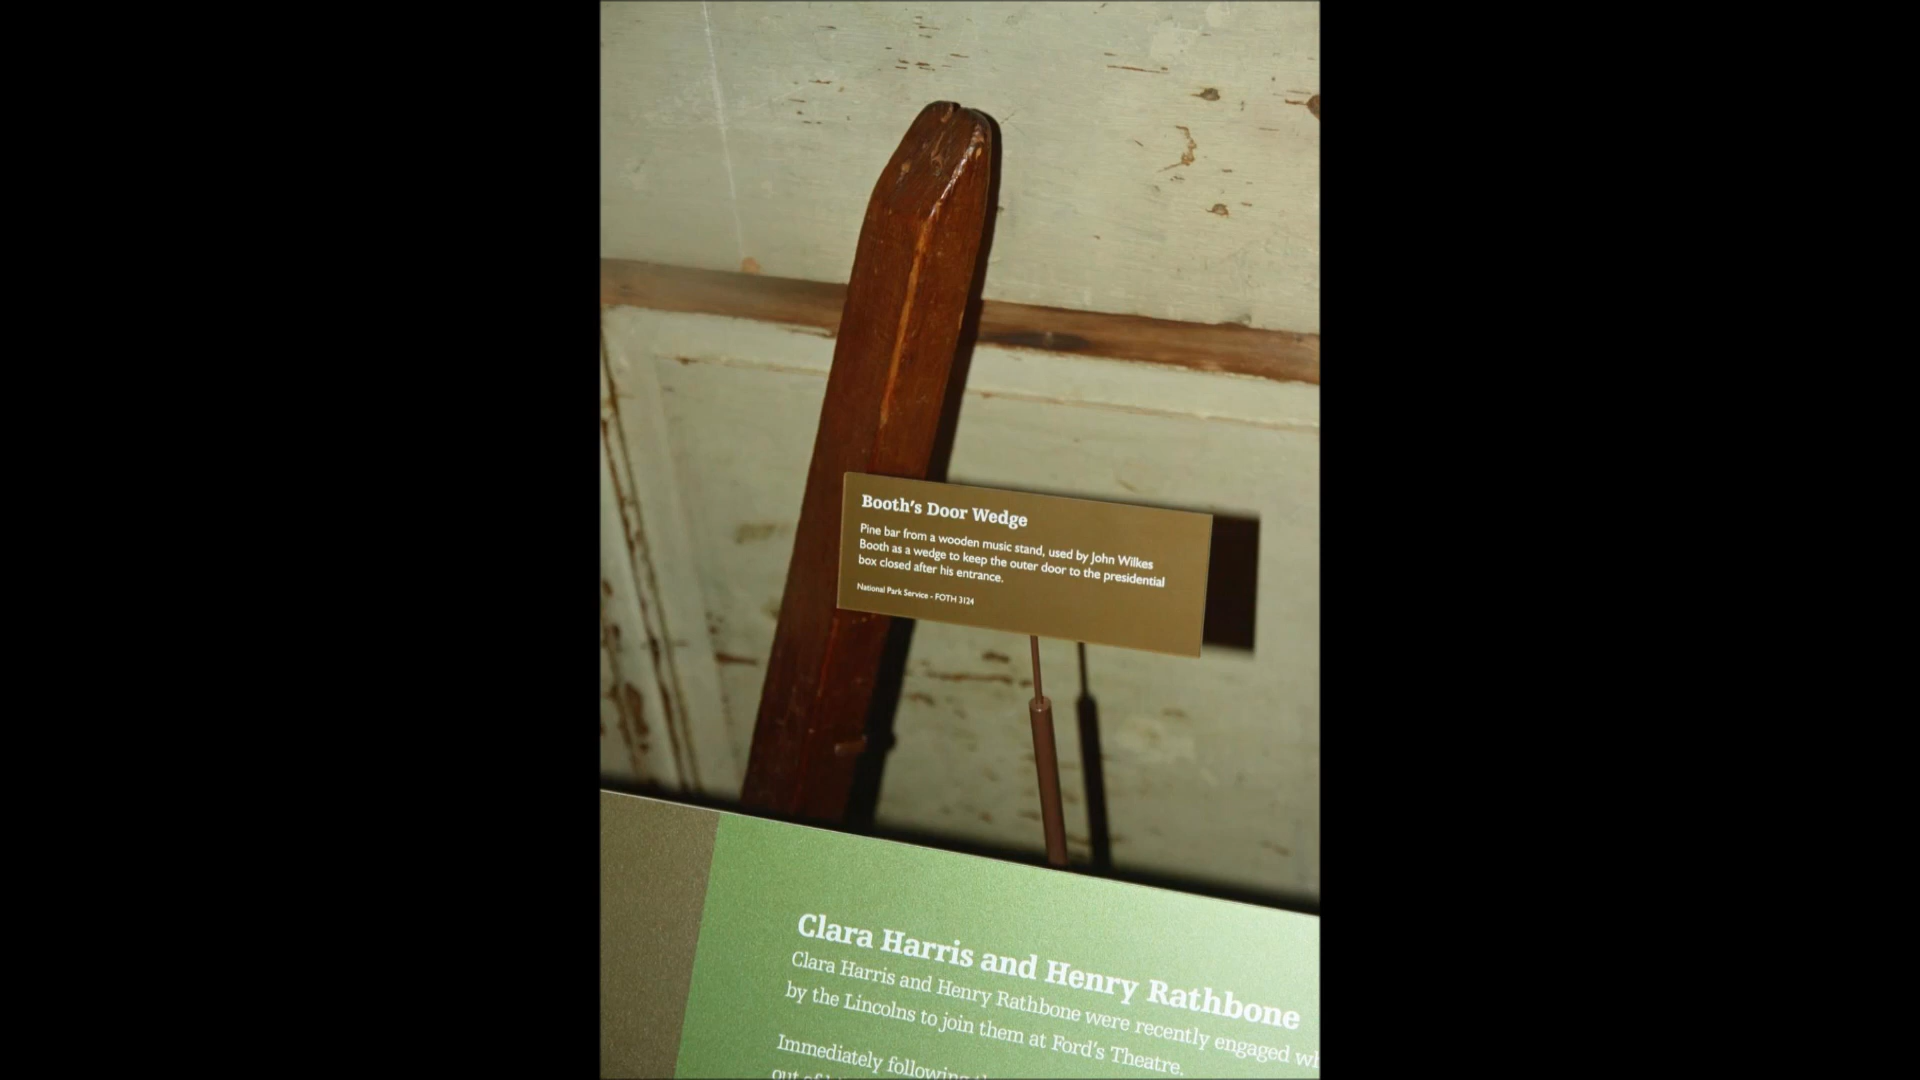 Booth's Door Wedge
Pine bar from a wooden music stand, used by John Wilkes
Booth as a wedge to keep the outer door to the presidential
box closed after his entrance.
National Park Service - FOTH 3124
Clara Harris and Henry Rathbone
Clara Harris and Henry Rathbone were recently engaged
by the Lincolns to join them at Ford's Theatre.
Immediately following
out of